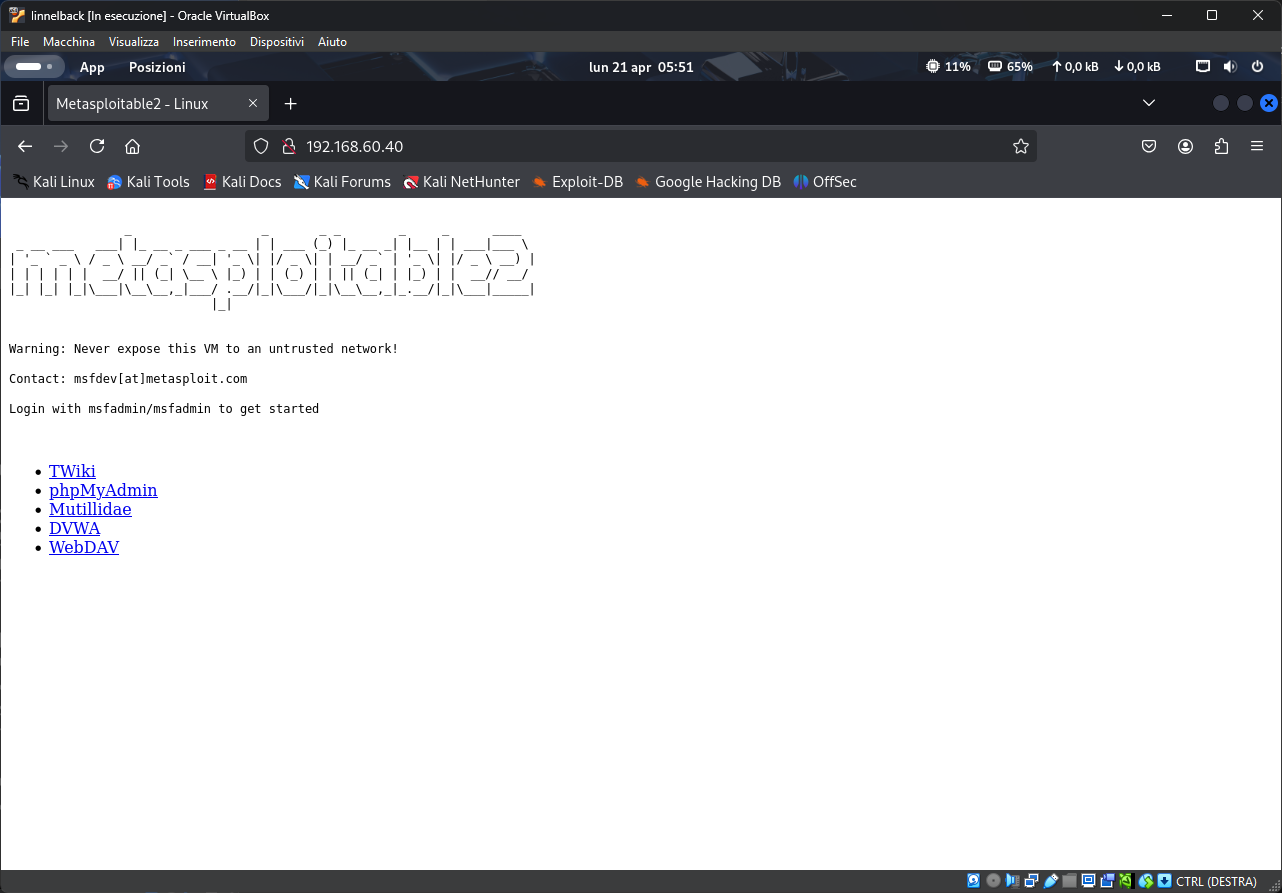 linnelback [In esecuzione] - Oracle VirtualBox
File Macchina Visualizza Inserimento Dispositivi Aiuto
App Posizioni lun 21 apr 05:51 11% 65% 0,0 kB 0,0 kB
Metasploitable2 - Linux
192.168.60.40
Kali Linux Kali Tools Kali Docs Kali Forums Kali NetHunter Exploit-DB Google Hacking DB OffSec
metasploitable2
Warning: Never expose this VM to an untrusted network!
Contact: msfdev[at]metasploit.com
Login with msfadmin/msfadmin to get started
TWiki
phpMyAdmin
Mutillidae
DVWA
WebDAV
CTRL (DESTRA)